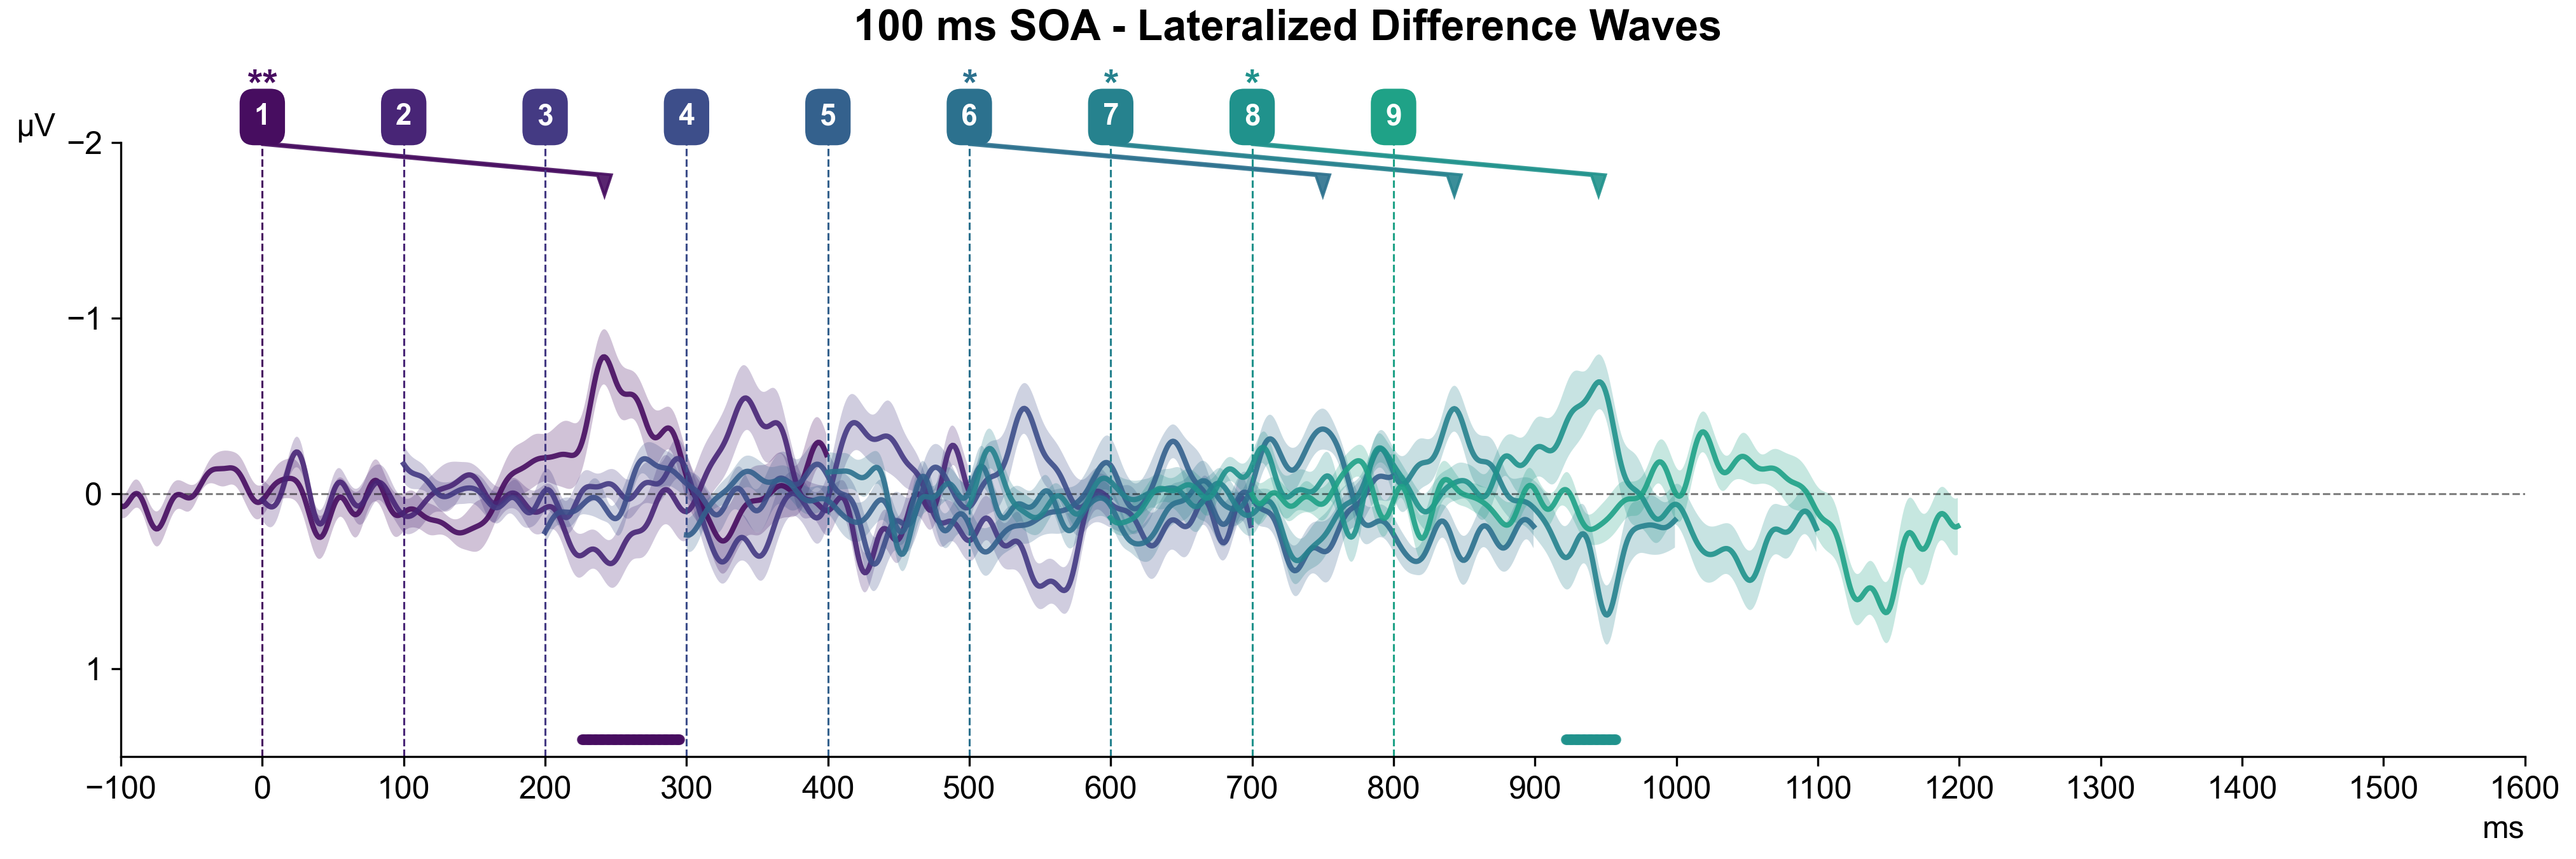 100 ms SOA - Lateralized Difference Waves
** * * *
1 2 3 4 5 6 7 8 9
µV
−2
−1
0
1
−100 0 100 200 300 400 500 600 700 800 900 1000 1100 1200 1300 1400 1500 1600
ms